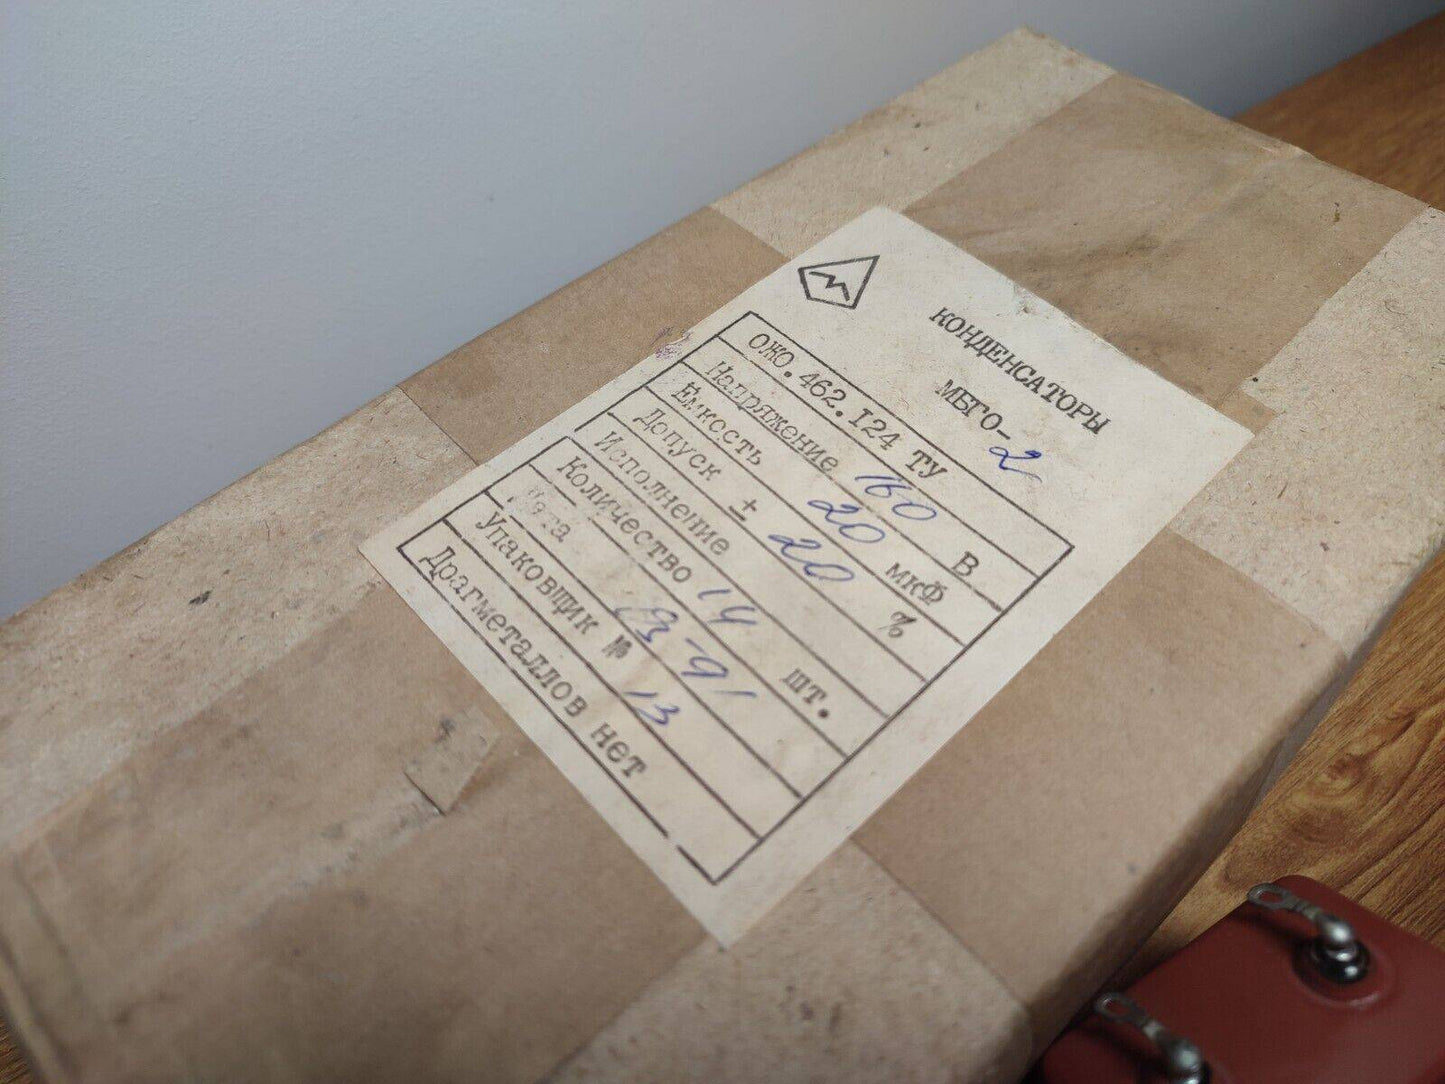 КОНДЕНСАТОРЫ
МБГО-2
ОЖО.462.124 ТУ
Напряжение 160 В
Емкость 20 мкФ
Допуск ± 20 %
Исполнение
Количество 14 шт.
Дата 03-91
Упаковщик № 13
Драгметаллов нет